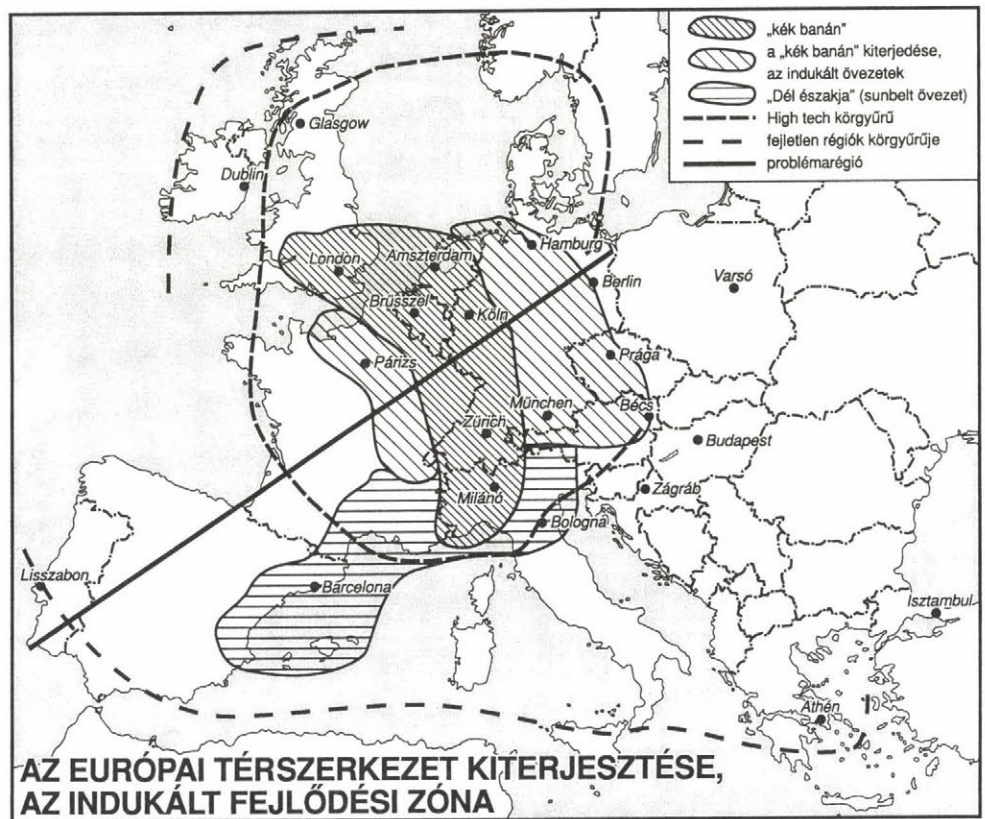 „kék banán”
a „kék banán” kiterjedése,
az indukált övezetek
„Dél északja” (sunbelt övezet)
High tech körgyűrű
fejletlen régiók körgyűrűje
problémarégió
Glasgow
Dublin
Hamburg
London
Amszterdam
Berlin
Varsó
Brüsszel
Köln
Párizs
Prága
München
Bécs
Zürich
Budapest
Milánó
Zágráb
Bologna
Lisszabon
Barcelona
Isztambul
Athén
AZ EURÓPAI TÉRSZERKEZET KITERJESZTÉSE,
AZ INDUKÁLT FEJLŐDÉSI ZÓNA